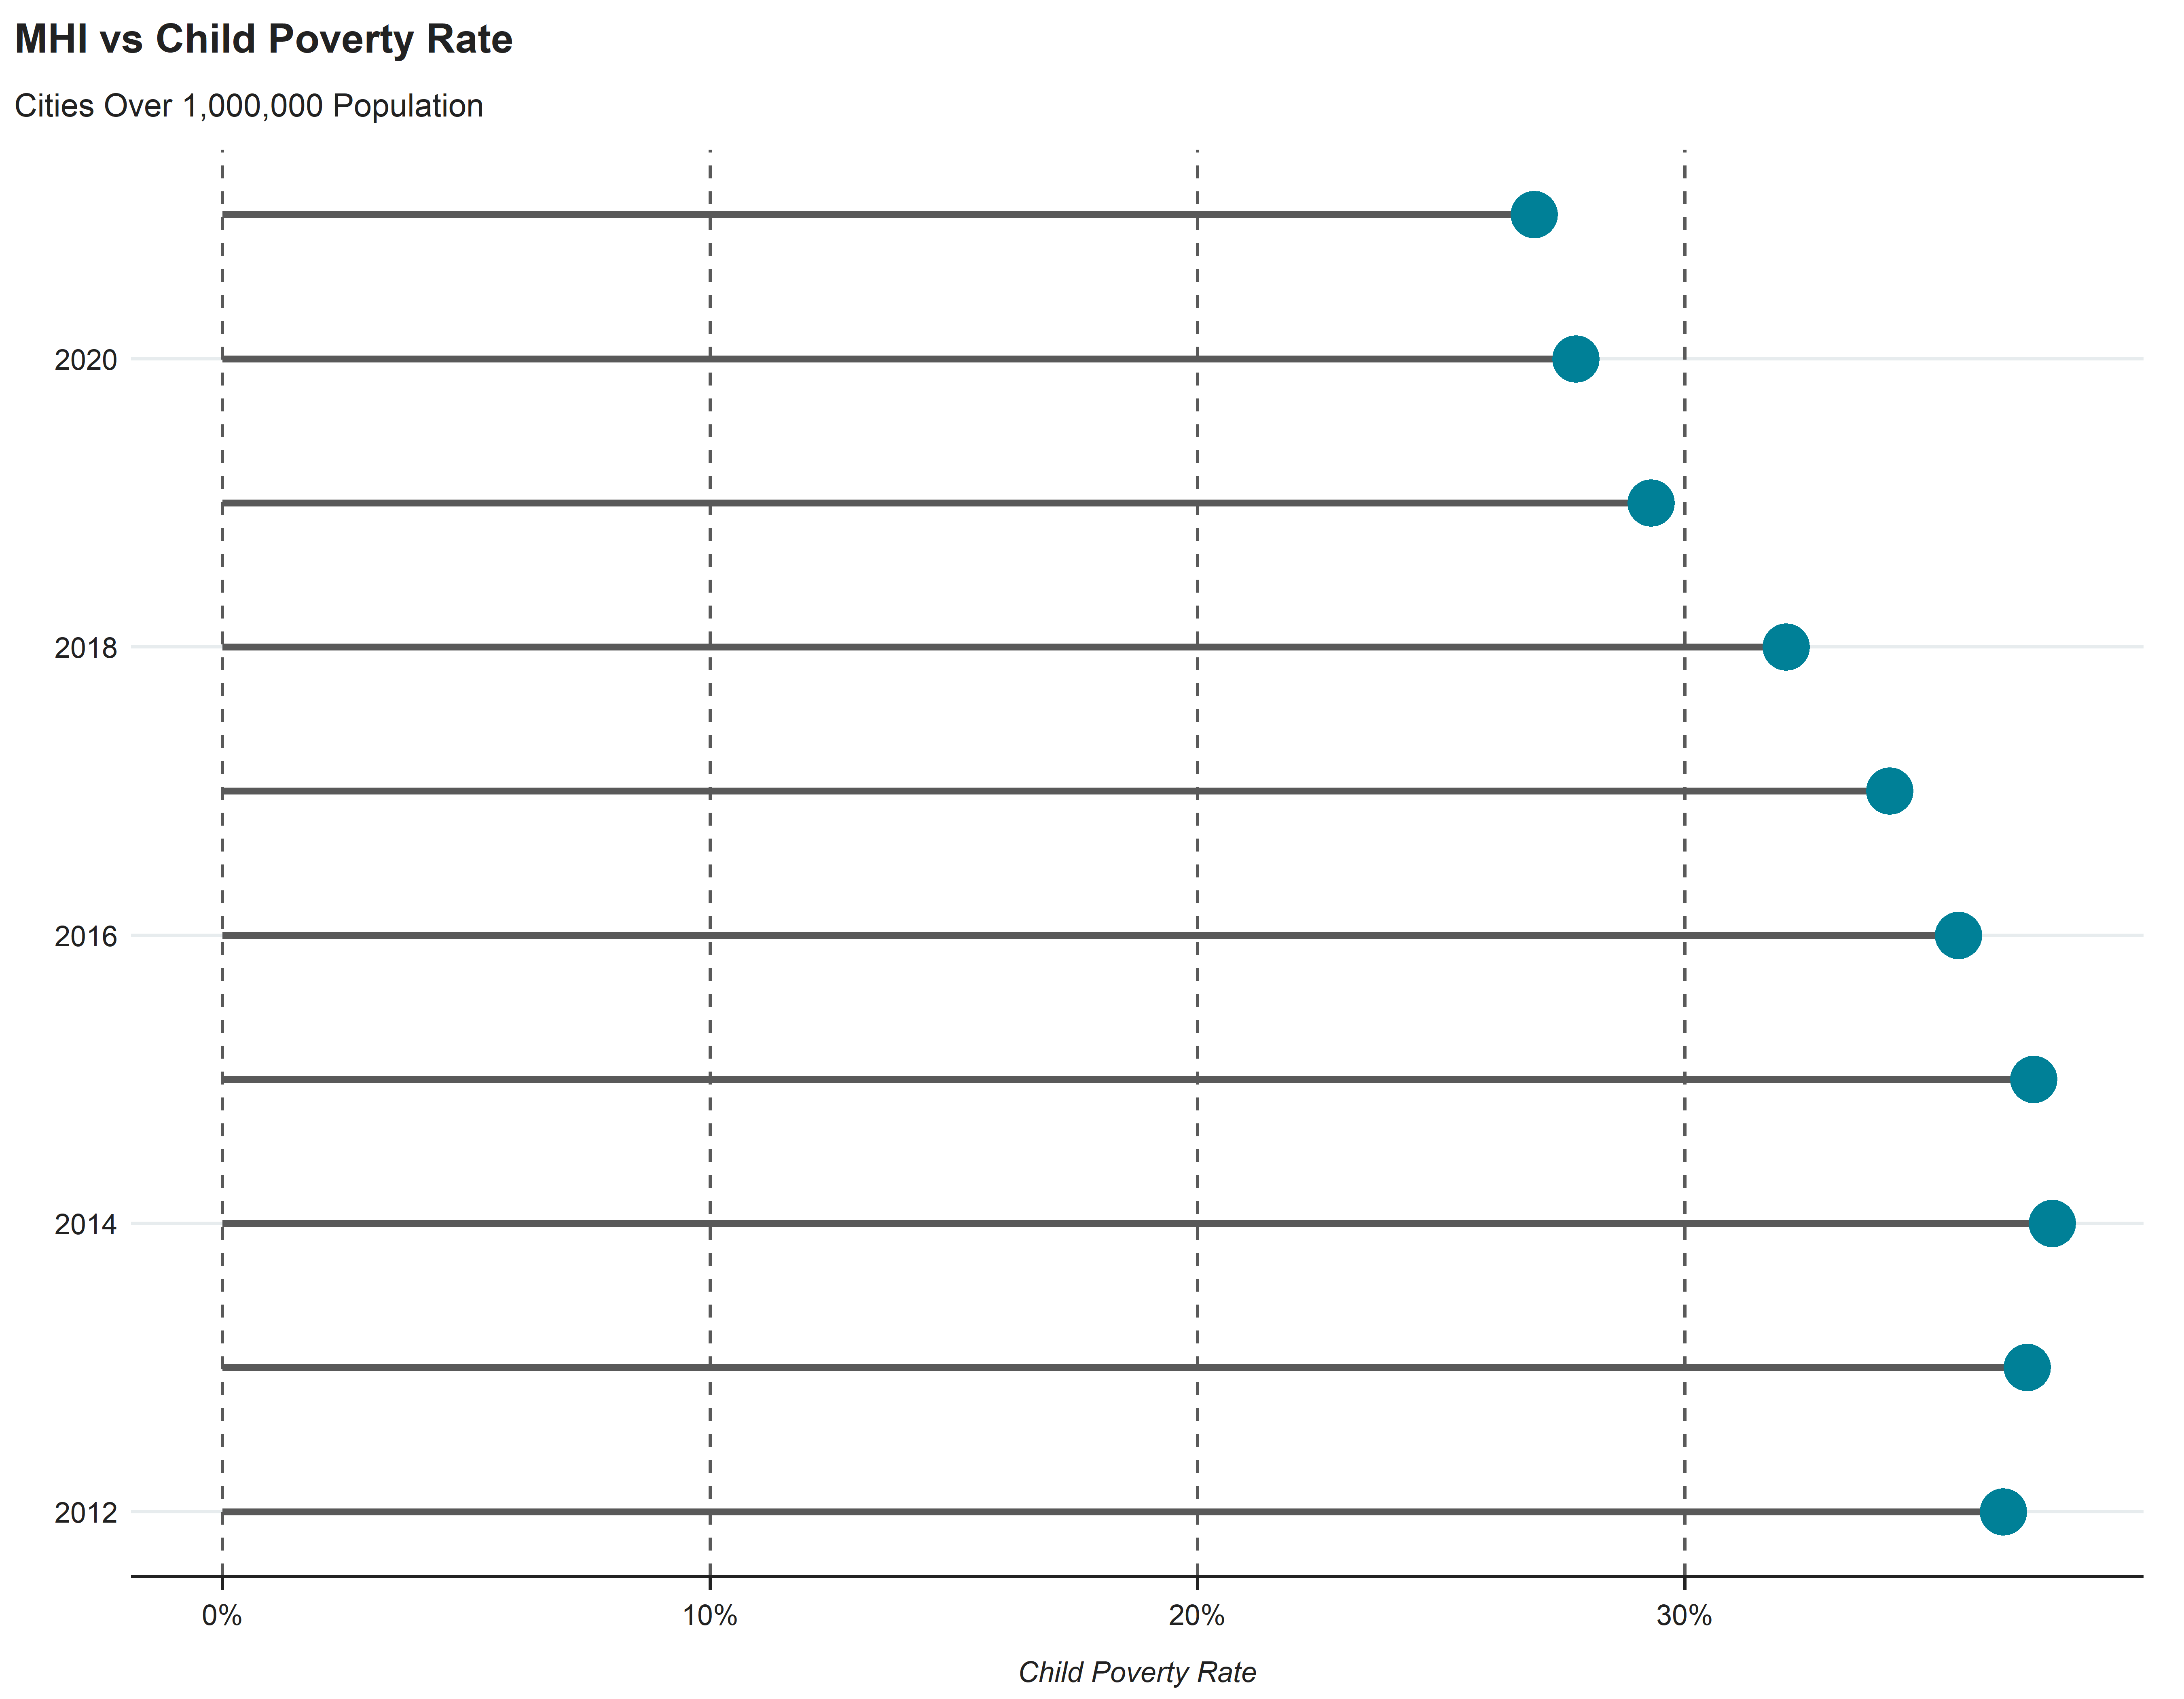 MHI vs Child Poverty Rate
Cities Over 1,000,000 Population
2020
2018
2016
2014
2012
0% 10% 20% 30%
Child Poverty Rate